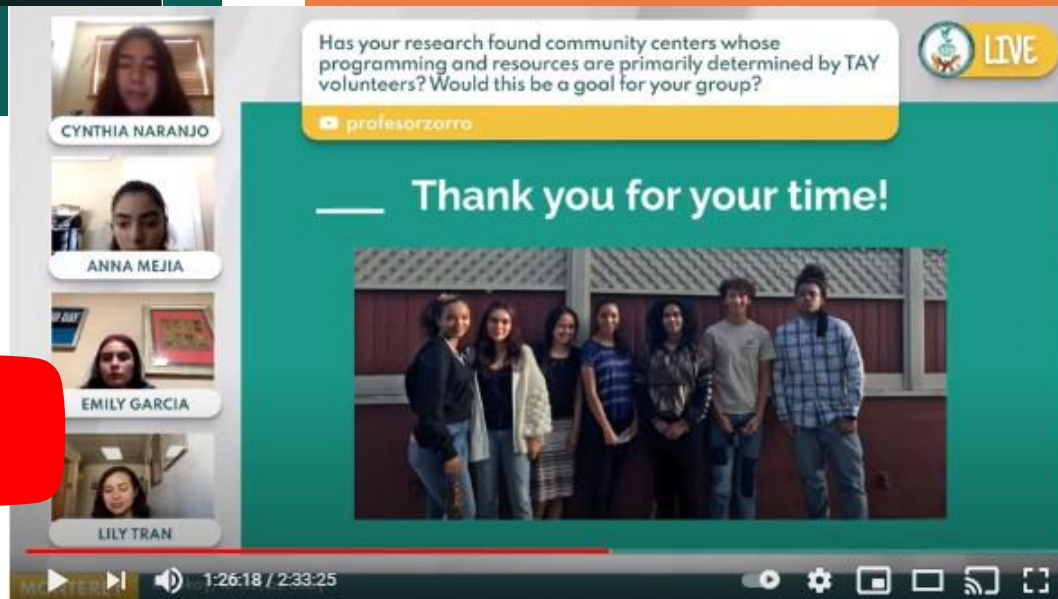 Has your research found community centers whose
programming and resources are primarily determined by TAY
volunteers? Would this be a goal for your group?
profesorzorro
LIVE
CYNTHIA NARANJO
ANNA MEJIA
EMILY GARCIA
LILY TRAN
Thank you for your time!
1:26:18 / 2:33:25